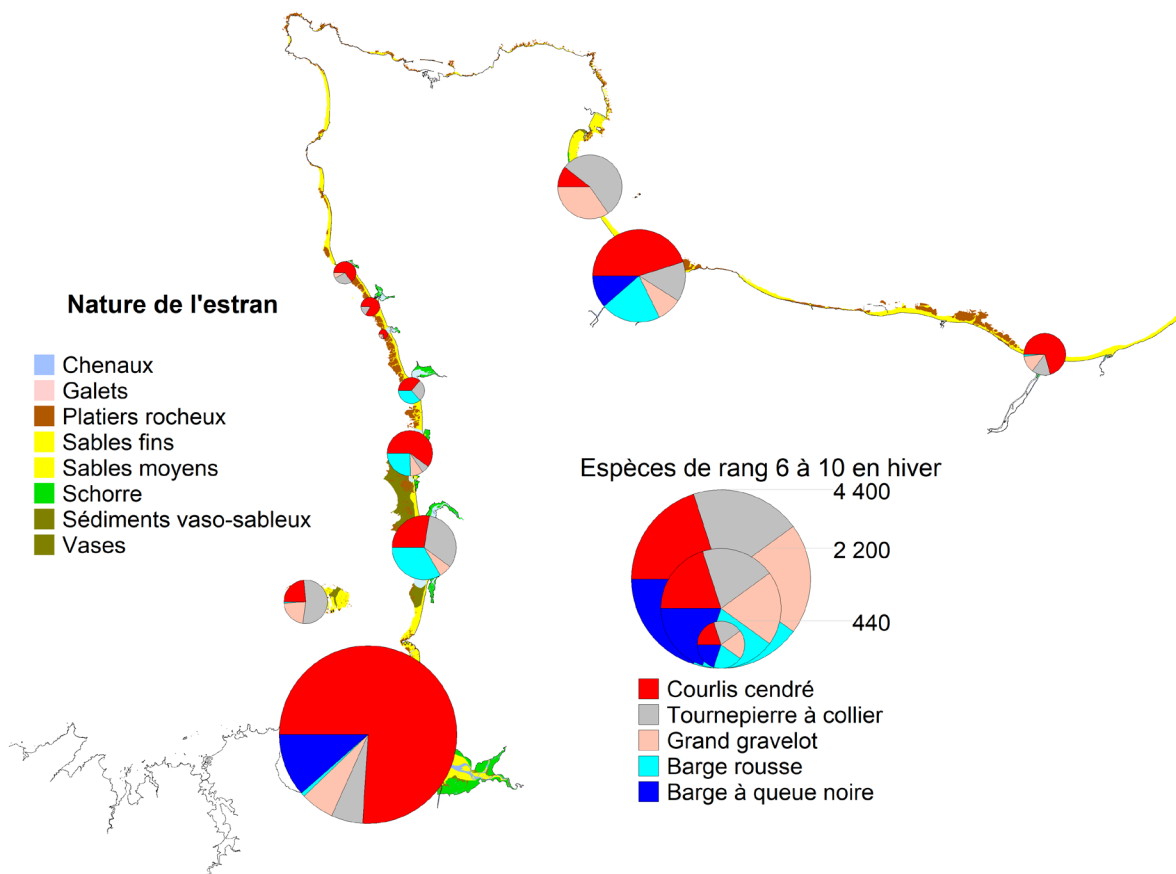 Nature de l'estran
Chenaux
Galets
Platiers rocheux
Sables fins
Sables moyens
Schorre
Sédiments vaso-sableux
Vases
Espèces de rang 6 à 10 en hiver
4 400
2 200
440
Courlis cendré
Tournepierre à collier
Grand gravelot
Barge rousse
Barge à queue noire